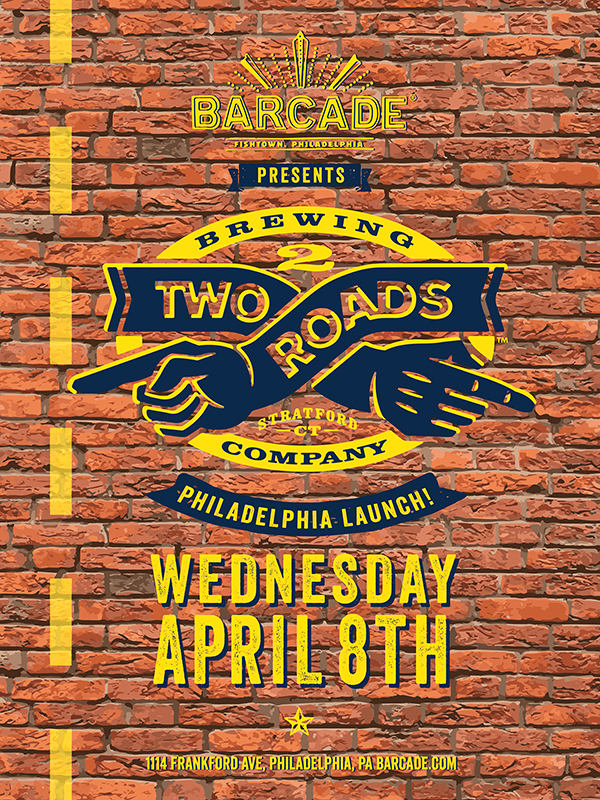 BARCADE®
FISHTOWN, PHILADELPHIA
PRESENTS
BREWING
2
TWO ROADS
™
STRATFORD
CT
COMPANY
PHILADELPHIA LAUNCH!
WEDNESDAY
APRIL 8TH
1114 FRANKFORD AVE, PHILADELPHIA, PA BARCADE.COM